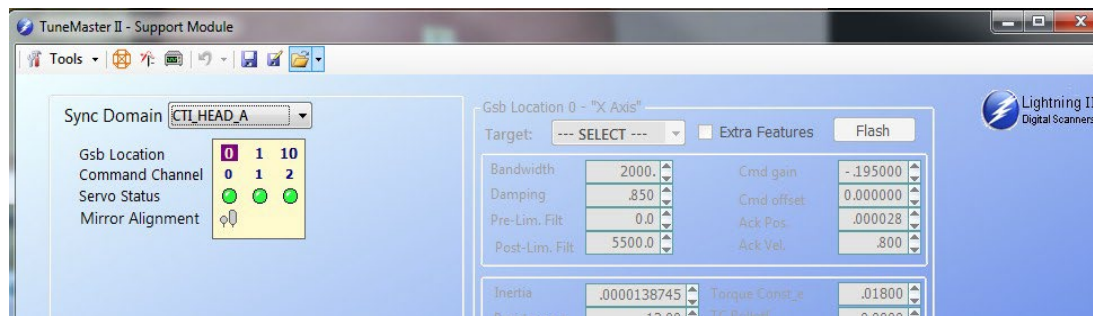 TuneMaster II - Support Module
Tools
Sync Domain CTI_HEAD_A
Gsb Location 0 1 10
Command Channel 0 1 2
Servo Status
Mirror Alignment
Gsb Location 0 - "X Axis"
Target: --- SELECT --- Extra Features Flash
Bandwidth 2000. Cmd gain -.195000
Damping .850 Cmd offset 0.000000
Pre-Lim. Filt 0.0 Ack Pos. .000028
Post-Lim. Filt 5500.0 Ack Vel. .800
Inertia .0000138745 Torque Const_e .01800
Lightning II
Digital Scanners